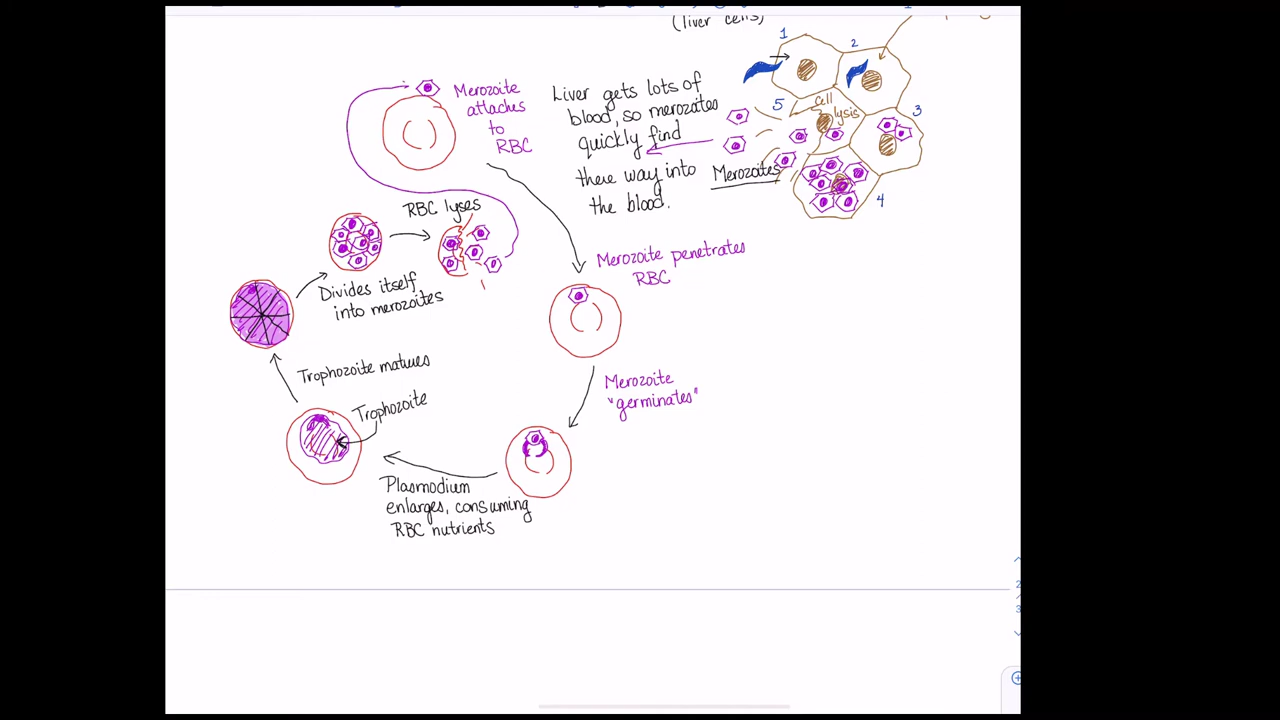 (liver cells)
1
2
3
4
5
cell
lysis
Merozoites
Liver gets lots of
blood, so merozoites
quickly find
there way into
the blood.
Merozoite
attaches
to
RBC
Merozoite penetrates
RBC
Merozoite
"germinates"
Plasmodium
enlarges, consuming
RBC nutrients
Trophozoite
Trophozoite matures
Divides itself
into merozoites
RBC lyses
2
3